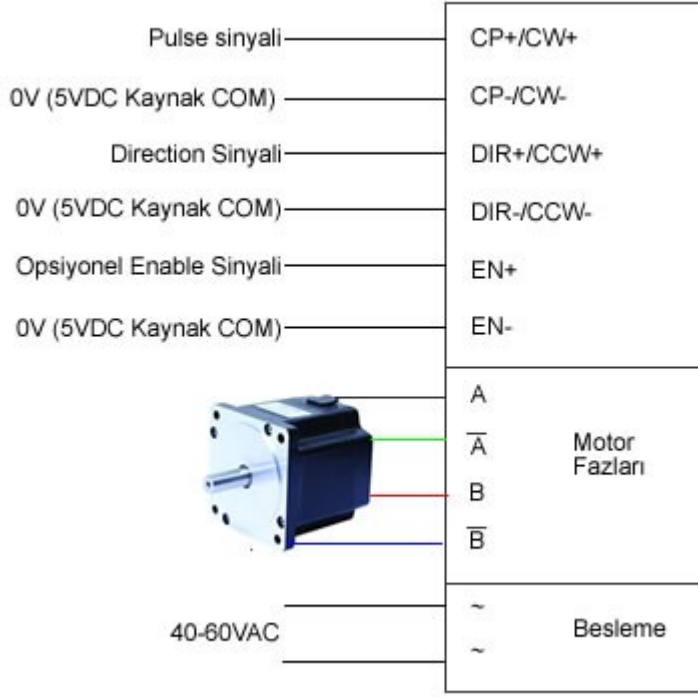 Pulse sinyali CP+/CW+
0V (5VDC Kaynak COM) CP-/CW-
Direction Sinyali DIR+/CCW+
0V (5VDC Kaynak COM) DIR-/CCW-
Opsiyonel Enable Sinyali EN+
0V (5VDC Kaynak COM) EN-
A
A̅ Motor
Fazları
B
B̅
40-60VAC ~ Besleme
~